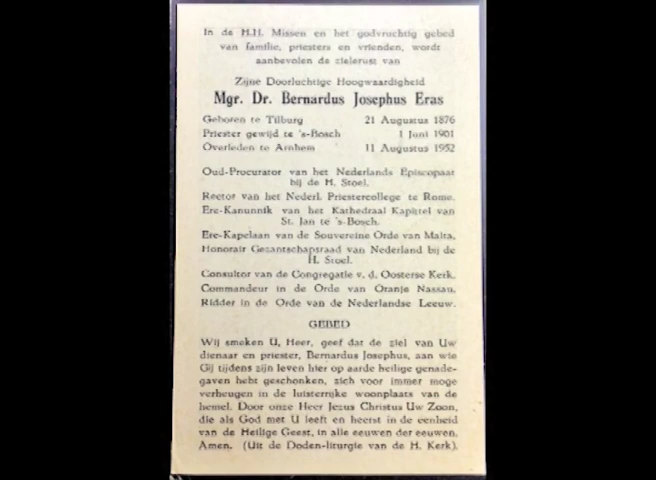 In de H.H. Missen en het godvruchtig gebed
van familie, priesters en vrienden, wordt
aanbevolen de zielerust van
Zijne Doorluchtige Hoogwaardigheid
Mgr. Dr. Bernardus Josephus Eras
Geboren te Tilburg 21 Augustus 1876
Priester gewijd te 's-Bosch 1 Juni 1901
Overleden te Arnhem 11 Augustus 1952
Oud-Procurator van het Nederlands Episcopaat
bij de H. Stoel.
Rector van het Nederl. Priestercollege te Rome.
Ere-Kanunnik van het Kathedraal Kapittel van
St. Jan te 's-Bosch.
Ere-Kapelaan van de Souvereine Orde van Malta.
Honorair Gezantschapsraad van Nederland bij de
H. Stoel.
Consultor van de Congregatie v. d. Oosterse Kerk.
Commandeur in de Orde van Oranje Nassau.
Ridder in de Orde van de Nederlandse Leeuw.
GEBED
Wij smeken U, Heer, geef dat de ziel van Uw
dienaar en priester, Bernardus Josephus, aan wie
Gij tijdens zijn leven hier op aarde heilige genade-
gaven hebt geschonken, zich voor immer moge
verheugen in de luisterrijke woonplaats van de
hemel. Door onze Heer Jezus Christus Uw Zoon,
die als God met U leeft en heerst in de eenheid
van de Heilige Geest, in alle eeuwen der eeuwen.
Amen. (Uit de Doden-liturgie van de H. Kerk).